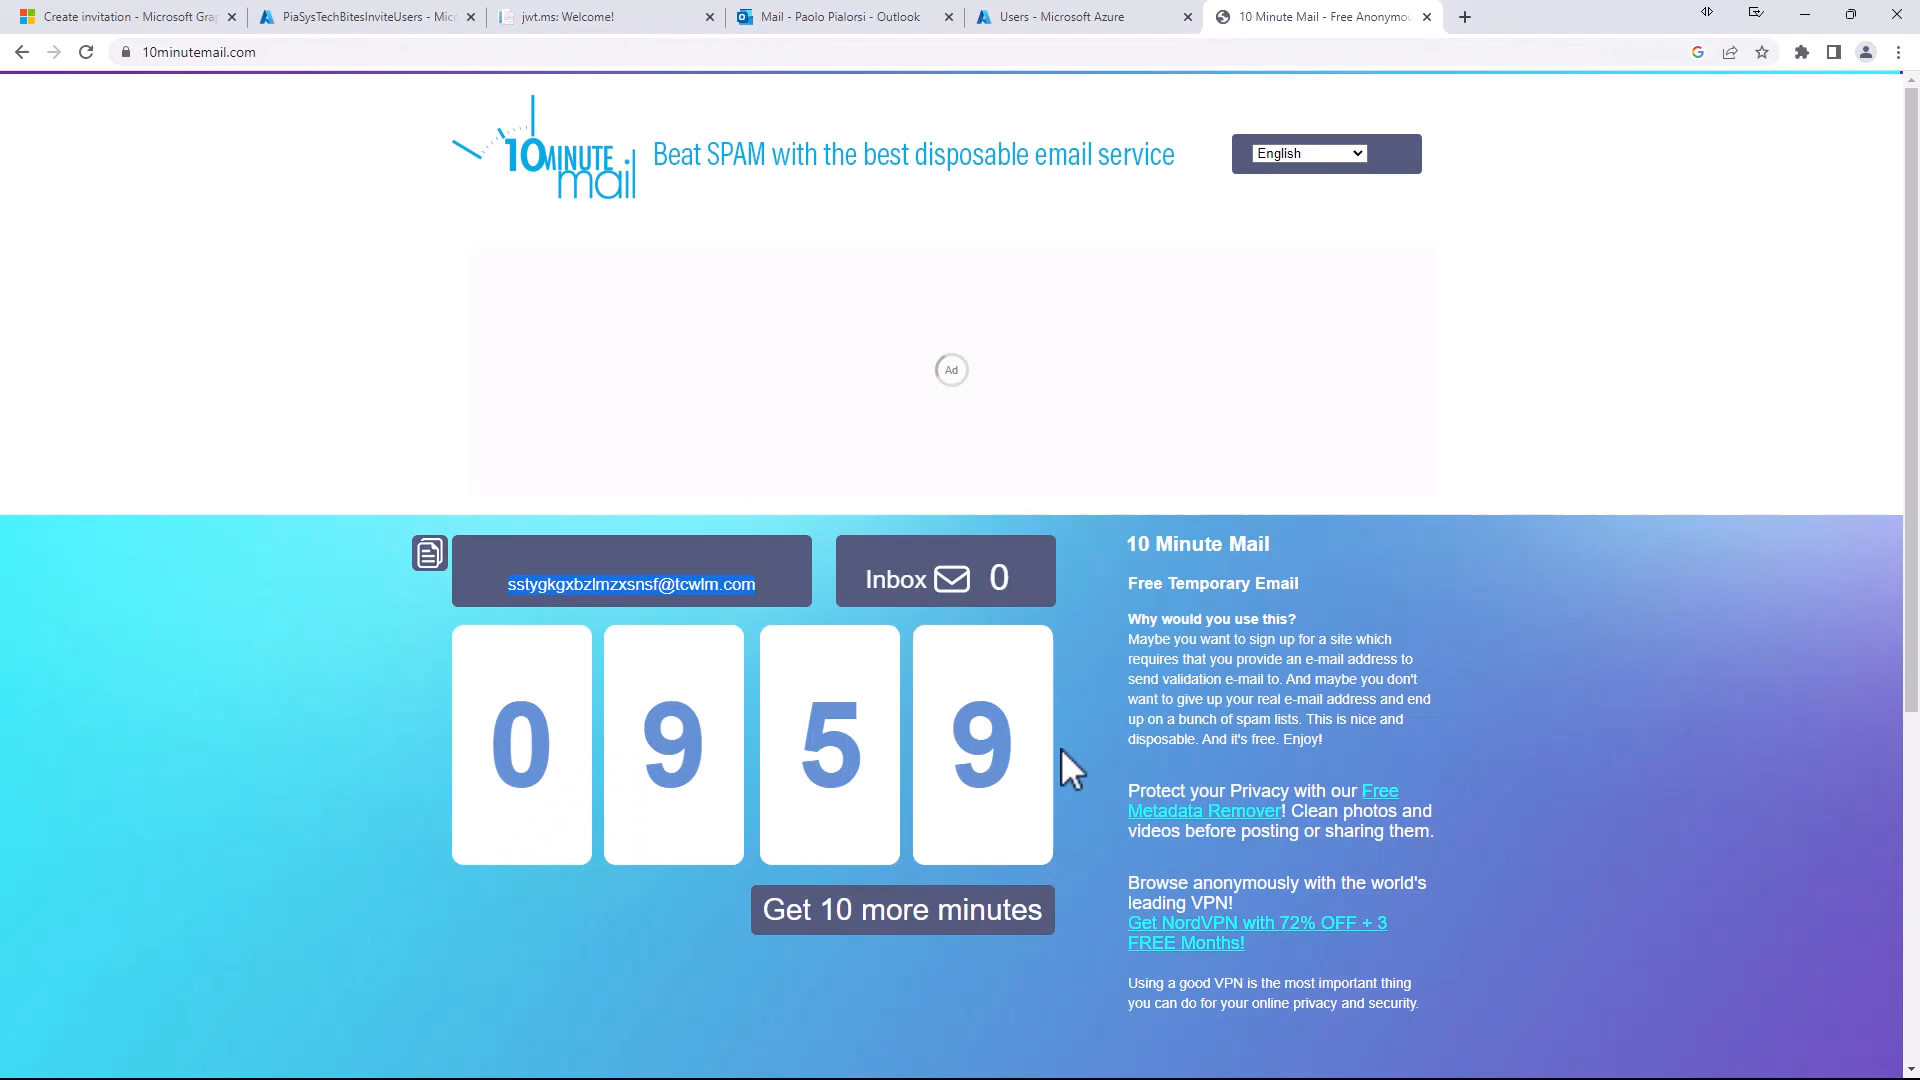 Create invitation - Microsoft Gra
PiaSysTechBitesInviteUsers - Mic
jwt.ms: Welcome!
Mail - Paolo Pialorsi - Outlook
Users - Microsoft Azure
10 Minute Mail - Free Anonymo
10minutemail.com
10MINUTE
mail
Beat SPAM with the best disposable email service
English
Ad
sstygkgxbzlmzxsnsf@tcwlm.com
Inbox 0
0 9 5 9
Get 10 more minutes
10 Minute Mail
Free Temporary Email
Why would you use this?
Maybe you want to sign up for a site which
requires that you provide an e-mail address to
send validation e-mail to. And maybe you don't
want to give up your real e-mail address and end
up on a bunch of spam lists. This is nice and
disposable. And it's free. Enjoy!
Protect your Privacy with our Free
Metadata Remover! Clean photos and
videos before posting or sharing them.
Browse anonymously with the world's
leading VPN!
Get NordVPN with 72% OFF + 3
FREE Months!
Using a good VPN is the most important thing
you can do for your online privacy and security.